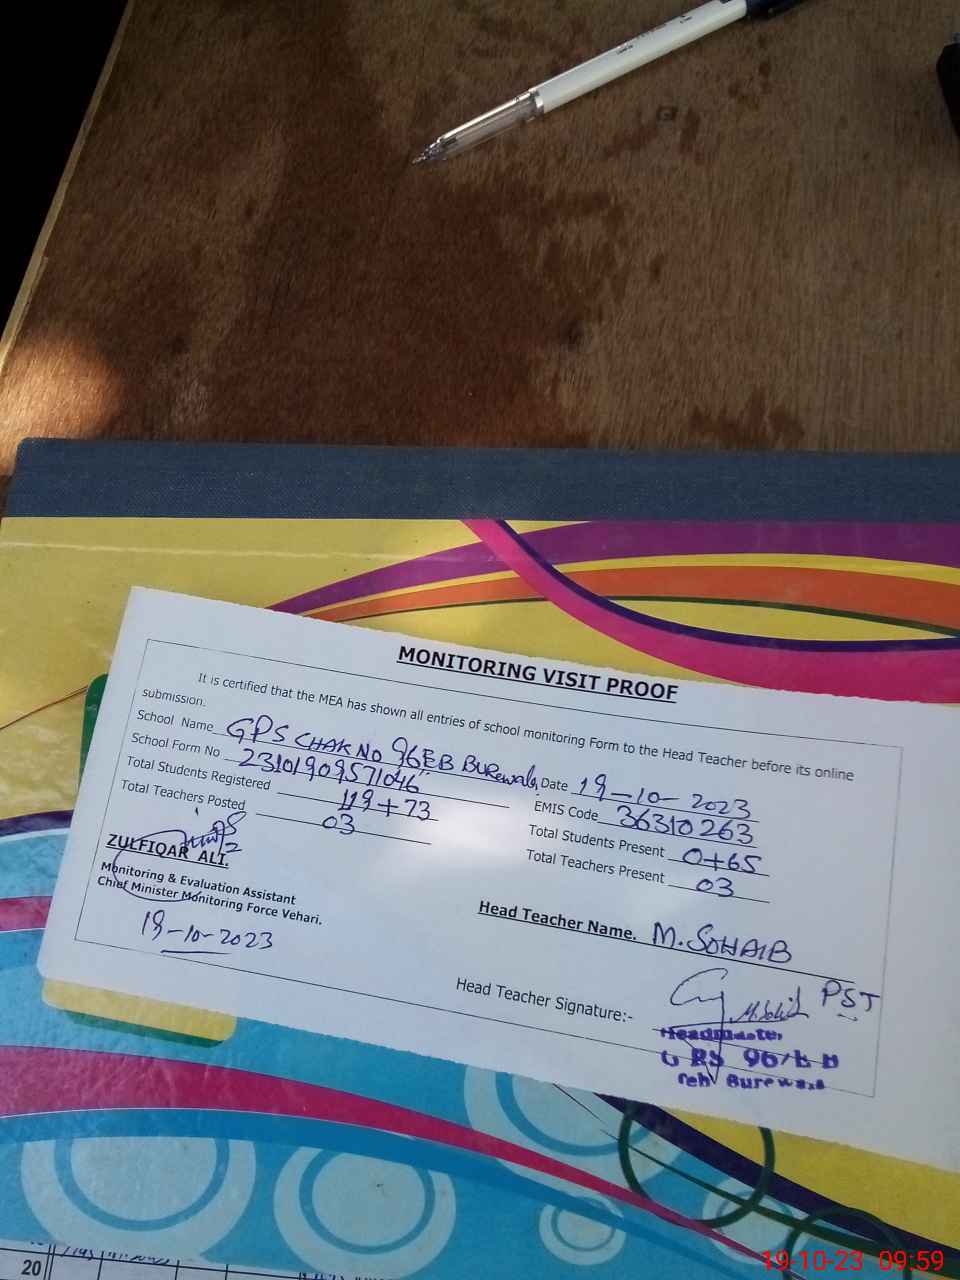 MONITORING VISIT PROOF
It is certified that the MEA has shown all entries of school monitoring Form to the Head Teacher before its online
submission.
School Name GPS CHAK NO 96EB Burewala Date 19-10-2023
School Form No 23101909571046 EMIS Code 36310263
Total Students Registered 119+73 Total Students Present 0+65
Total Teachers Posted 03 Total Teachers Present 03
ZULFIQAR ALI.
Monitoring & Evaluation Assistant
Chief Minister Monitoring Force Vehari.
19-10-2023
Head Teacher Name. M. SOHAIB
Head Teacher Signature:- PST
Headmaster
96/
Teh Burewala
20
19-10-23 09:59